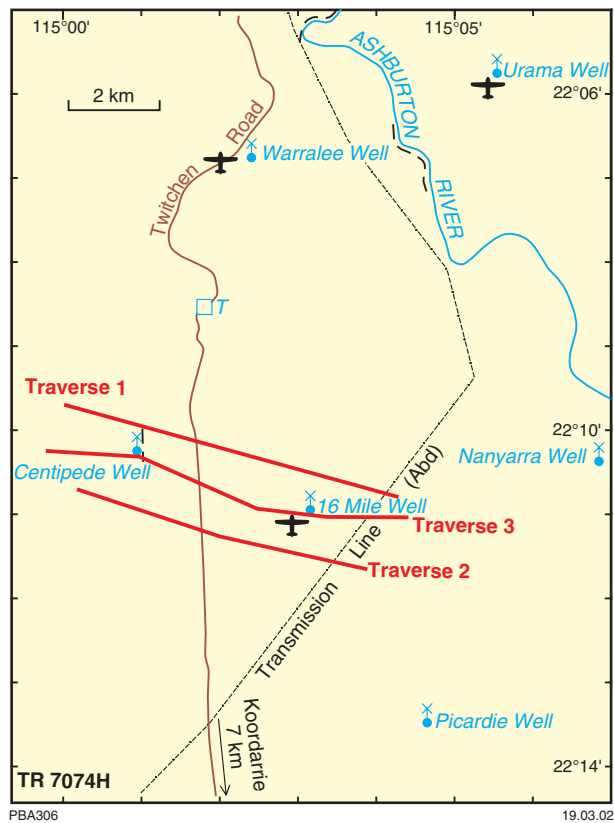 115°00'
115°05'
2 km
ASHBURTON
RIVER
Urama Well
22°06'
Twitchen Road
Warralee Well
T
Traverse 1
22°10'
Centipede Well
(Abd)
Nanyarra Well
16 Mile Well
Traverse 3
Transmission Line
Traverse 2
Koordarrie
7 km
Picardie Well
22°14'
TR 7074H
PBA306
19.03.02